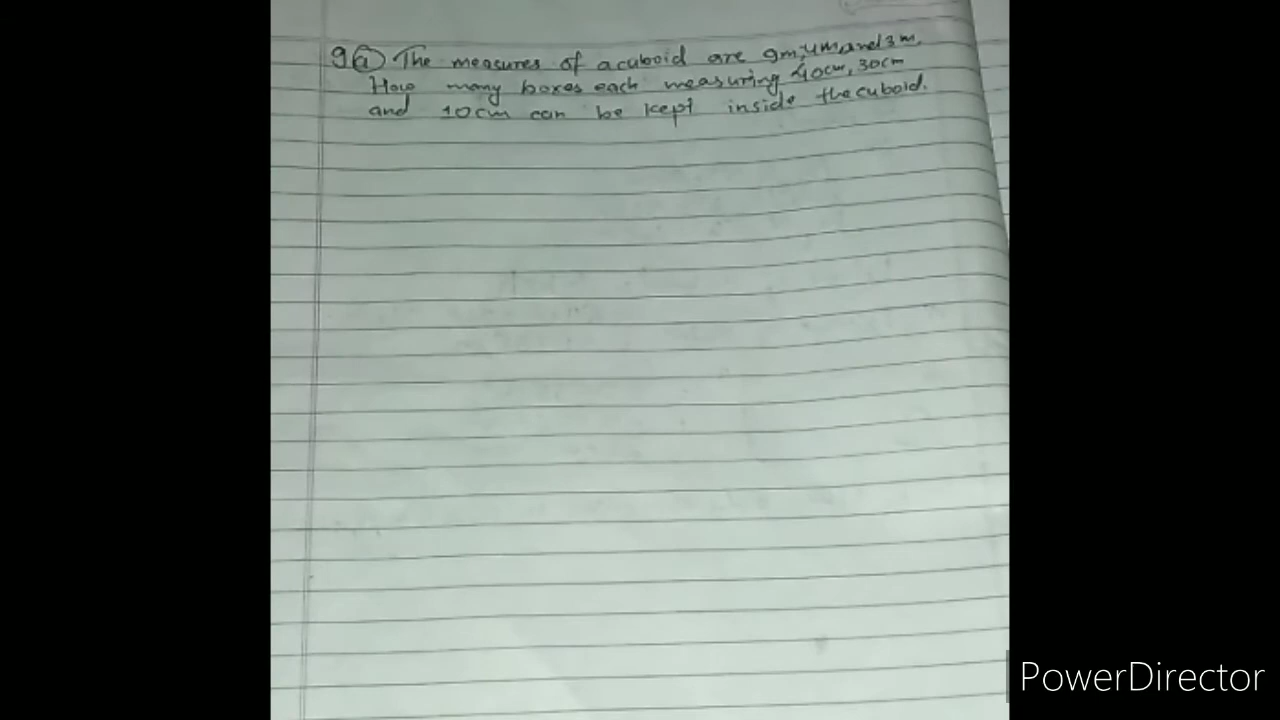 9 a) The measures of a cuboid are 9m, 4m, and 3m.
How many boxes each measuring 40cm, 30cm
and 10cm can be kept inside the cuboid.
PowerDirector